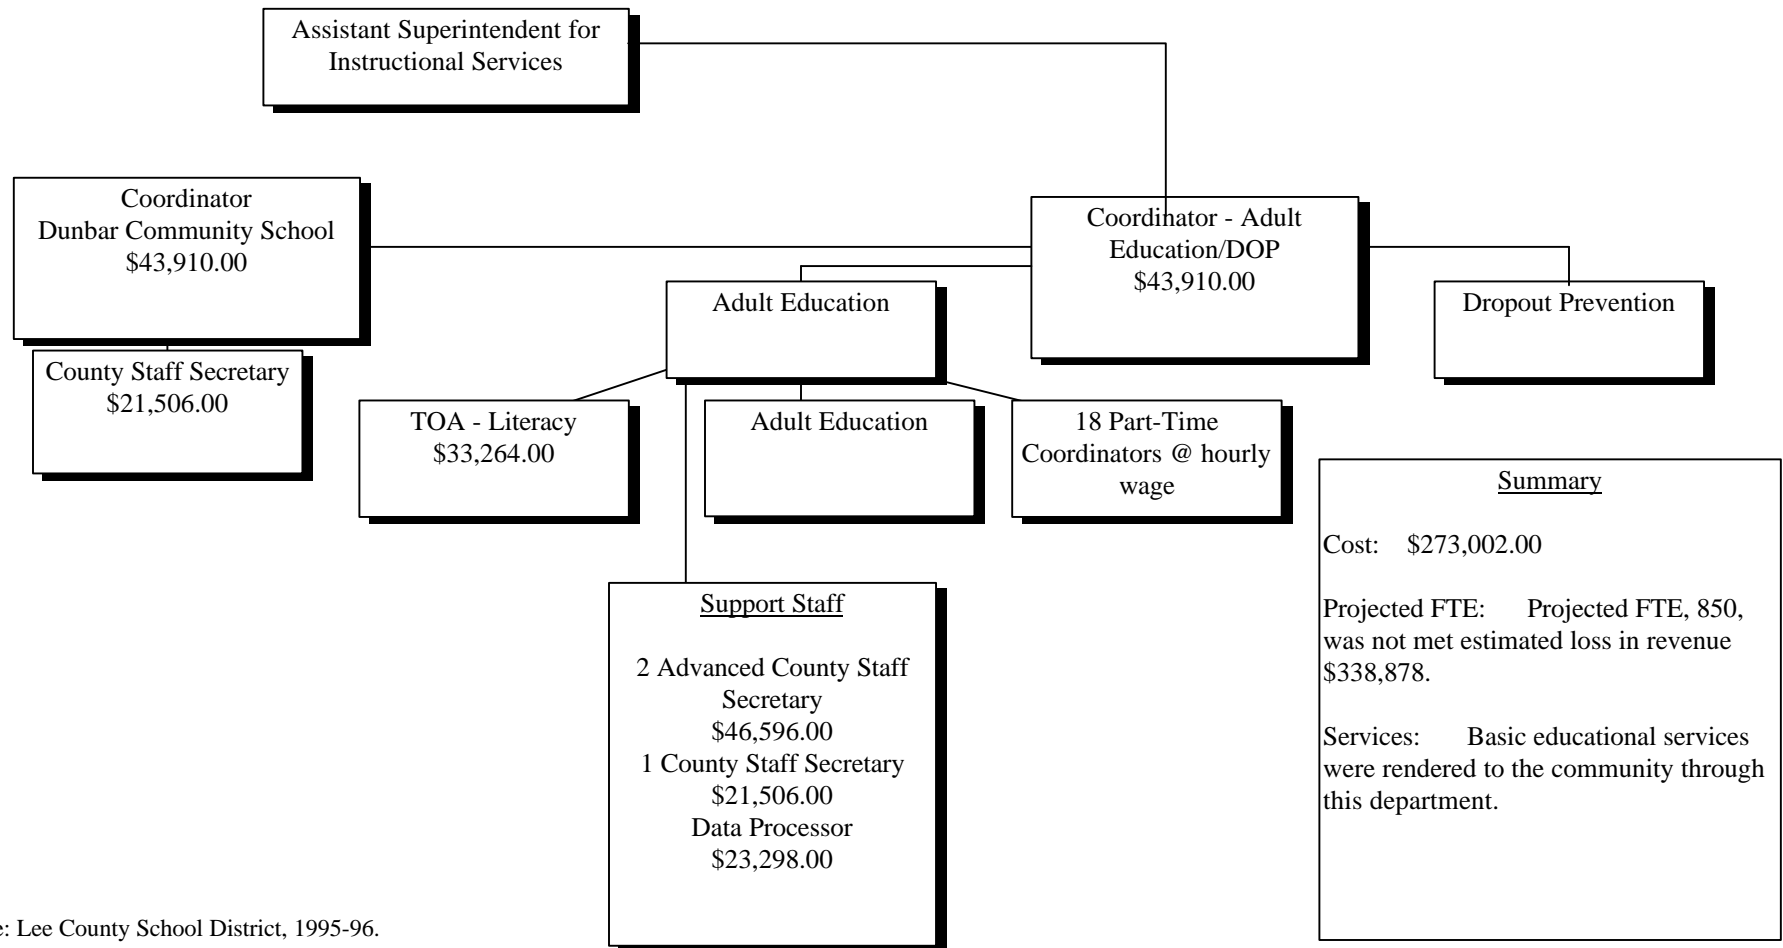 Assistant Superintendent for
Instructional Services
Coordinator
Dunbar Community School
$43,910.00
Coordinator - Adult
Education/DOP
$43,910.00
Adult Education
Dropout Prevention
County Staff Secretary
$21,506.00
TOA - Literacy
$33,264.00
Adult Education
18 Part-Time
Coordinators @ hourly
wage
Summary
Cost: $273,002.00
Projected FTE: Projected FTE, 850,
was not met estimated loss in revenue
$338,878.
Services: Basic educational services
were rendered to the community through
this department.
Support Staff
2 Advanced County Staff
Secretary
$46,596.00
1 County Staff Secretary
$21,506.00
Data Processor
$23,298.00
: Lee County School District, 1995-96.